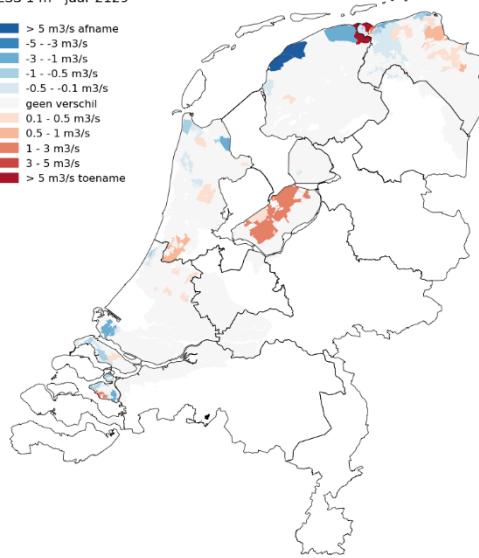 > 5 m3/s afname
-5 - -3 m3/s
-3 - -1 m3/s
-1 - -0.5 m3/s
-0.5 - -0.1 m3/s
geen verschil
0.1 - 0.5 m3/s
0.5 - 1 m3/s
1 - 3 m3/s
3 - 5 m3/s
> 5 m3/s toename